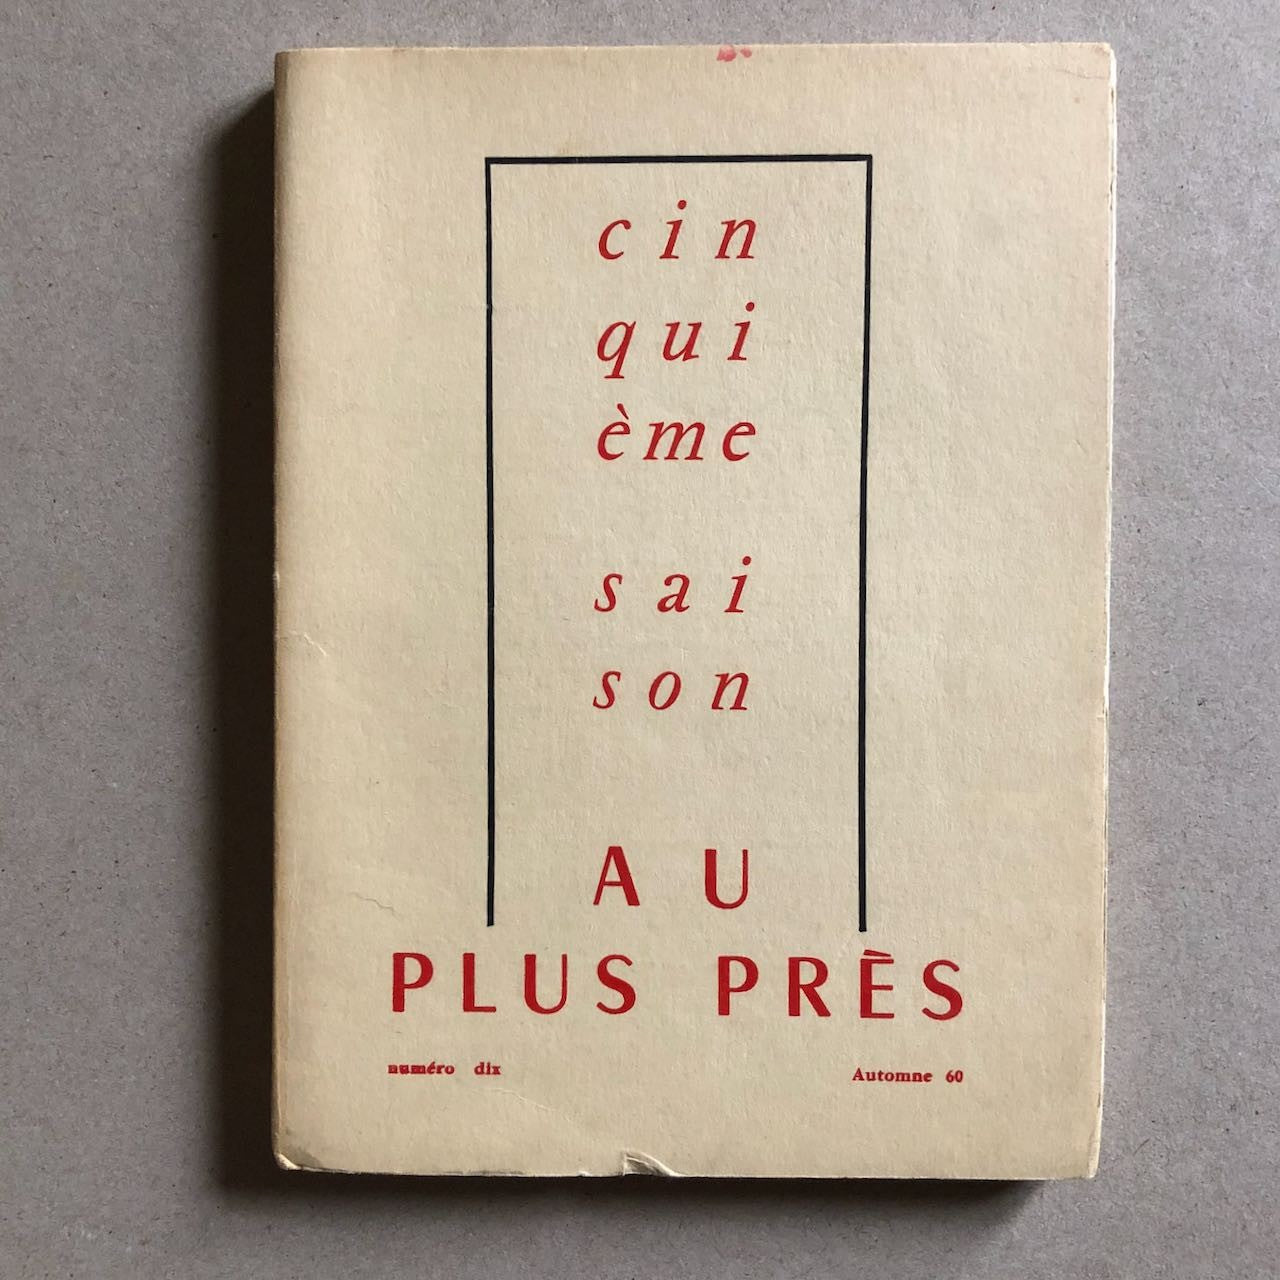 cin
qui
ème
sai
son
AU
PLUS PRÈS
numéro dix Automne 60